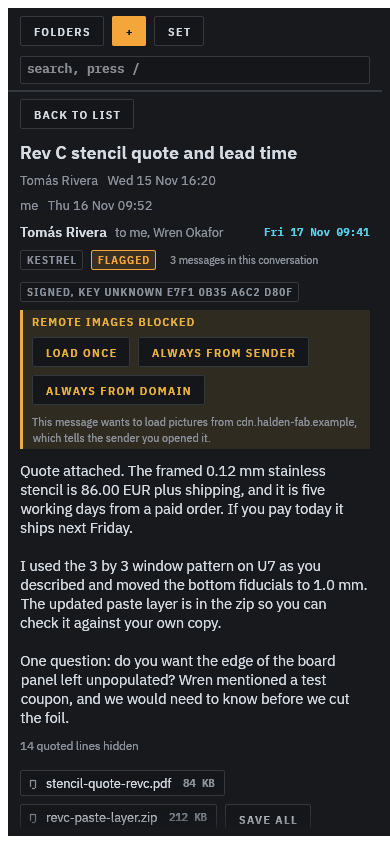 FOLDERS + SET
search, press /
BACK TO LIST
Rev C stencil quote and lead time
Tomás Rivera Wed 15 Nov 16:20
me Thu 16 Nov 09:52
Tomás Rivera to me, Wren Okafor Fri 17 Nov 09:41
KESTREL FLAGGED 3 messages in this conversation
SIGNED, KEY UNKNOWN E7F1 0B35 A6C2 D80F
REMOTE IMAGES BLOCKED
LOAD ONCE ALWAYS FROM SENDER
ALWAYS FROM DOMAIN
This message wants to load pictures from cdn.halden-fab.example,
which tells the sender you opened it.
Quote attached. The framed 0.12 mm stainless
stencil is 86.00 EUR plus shipping, and it is five
working days from a paid order. If you pay today it
ships next Friday.
I used the 3 by 3 window pattern on U7 as you
described and moved the bottom fiducials to 1.0 mm.
The updated paste layer is in the zip so you can
check it against your own copy.
One question: do you want the edge of the board
panel left unpopulated? Wren mentioned a test
coupon, and we would need to know before we cut
the foil.
14 quoted lines hidden
stencil-quote-revc.pdf 84 KB
revc-paste-layer.zip 212 KB SAVE ALL